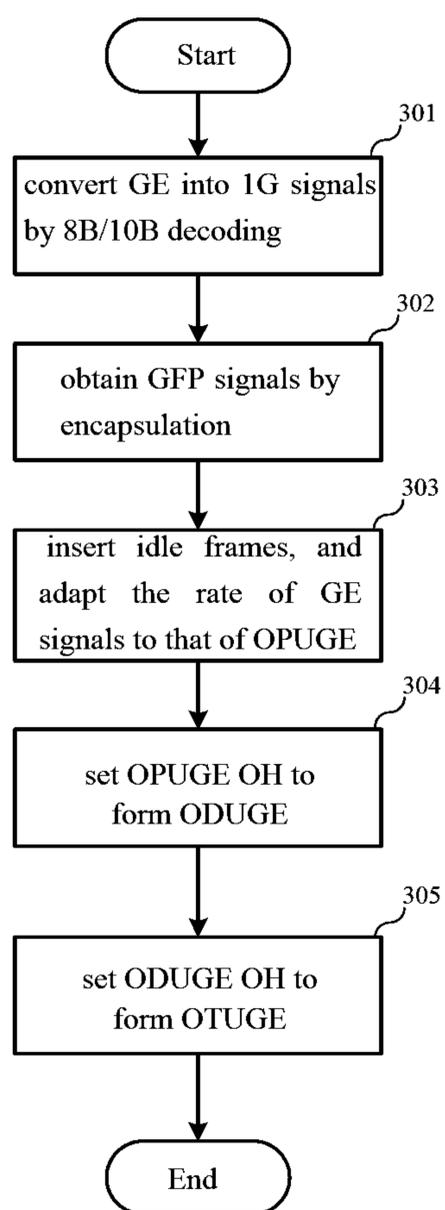 Start
301
convert GE into 1G signals
by 8B/10B decoding
302
obtain GFP signals by
encapsulation
303
insert idle frames, and
adapt the rate of GE
signals to that of OPUGE
304
set OPUGE OH to
form ODUGE
305
set ODUGE OH to
form OTUGE
End